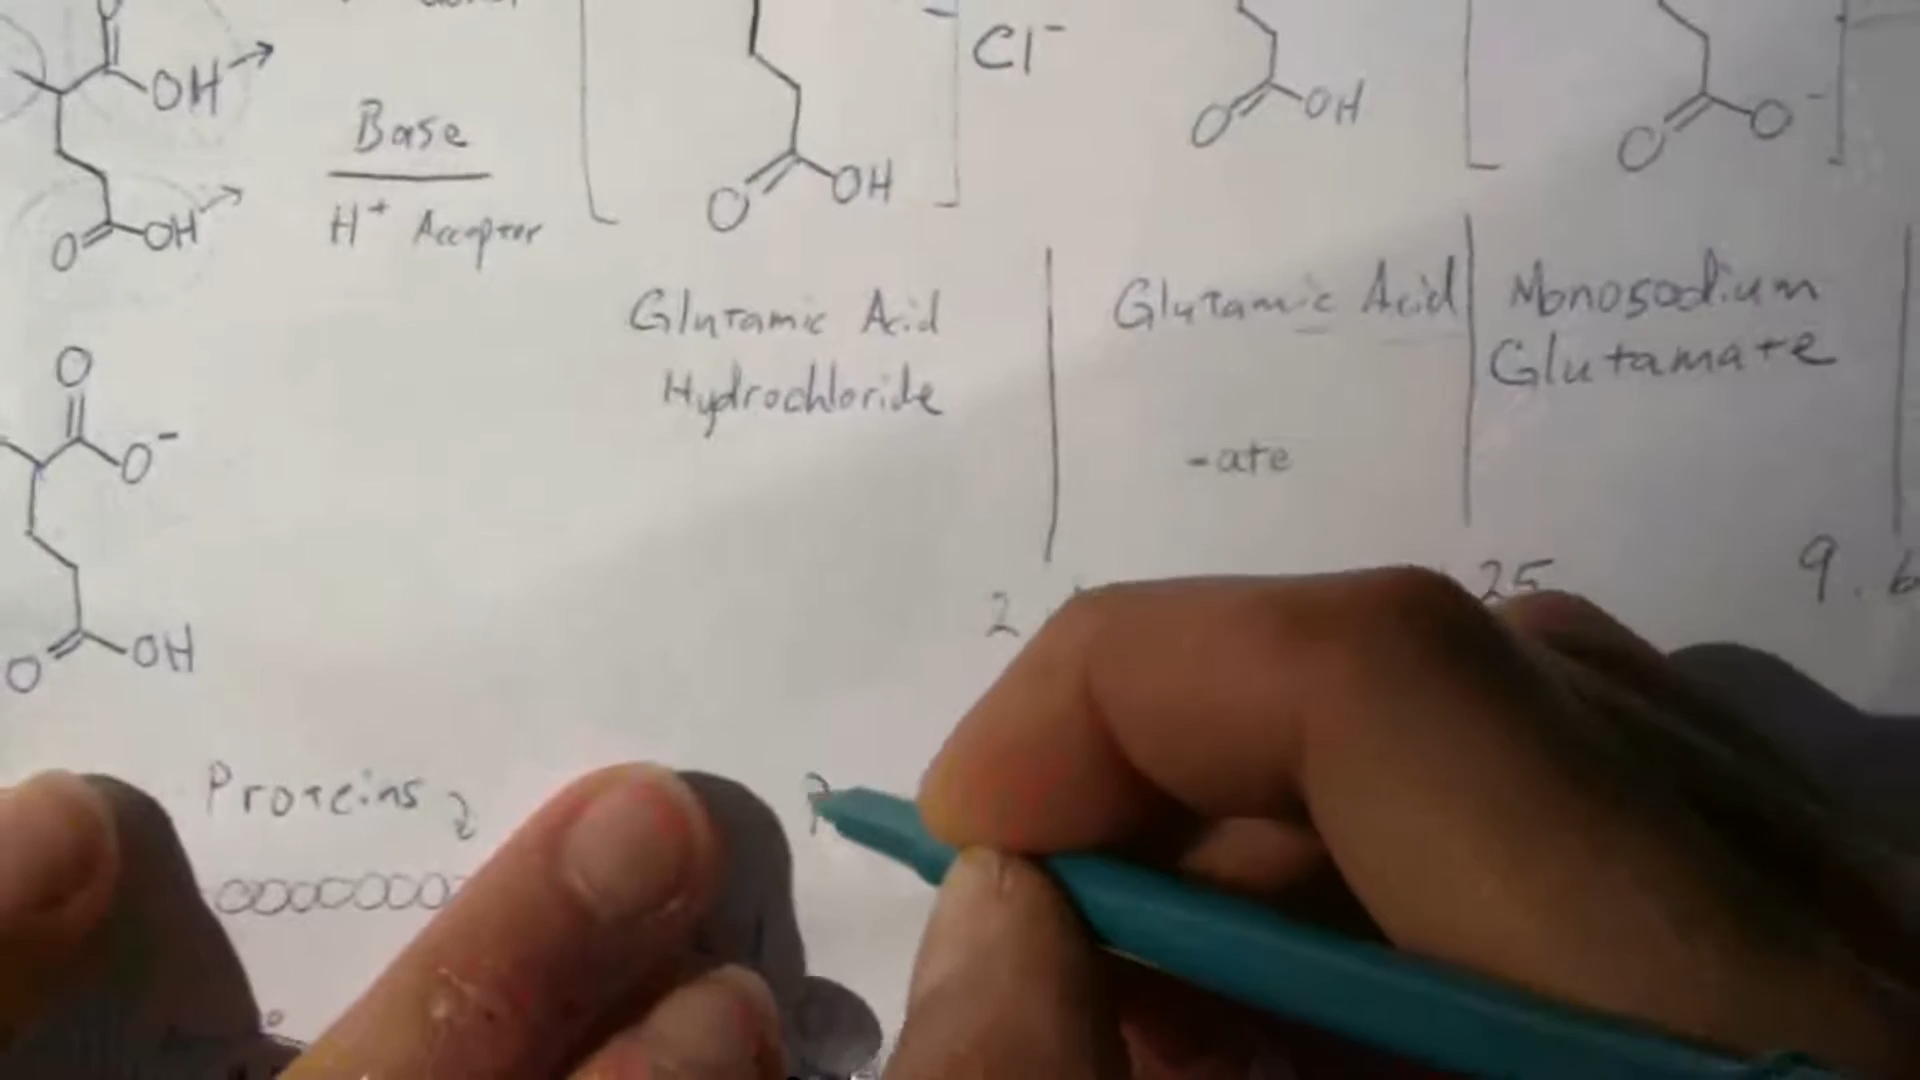 OH
Base
H⁺ Acceptor
OH
O
O
OH
Cl⁻
O
OH
O
O⁻
Glutamic Acid
Hydrochloride
Glutamic Acid
-ate
Monosodium
Glutamate
O
O⁻
O
OH
2
25
9.6
Proteins